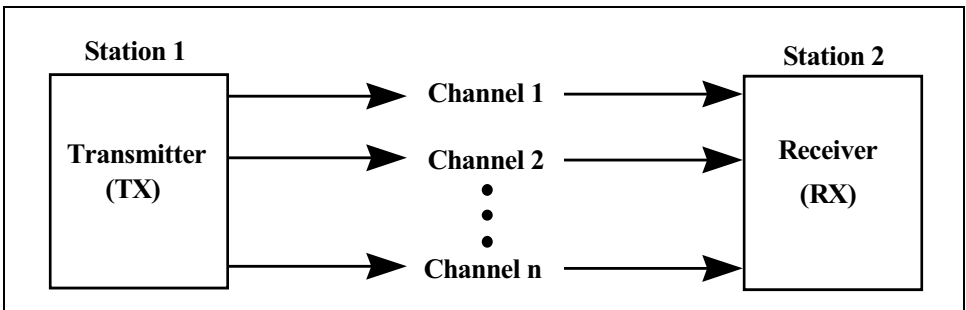 Station 1
Station 2
Channel 1
Transmitter
(TX)
Channel 2
Receiver
(RX)
Channel n